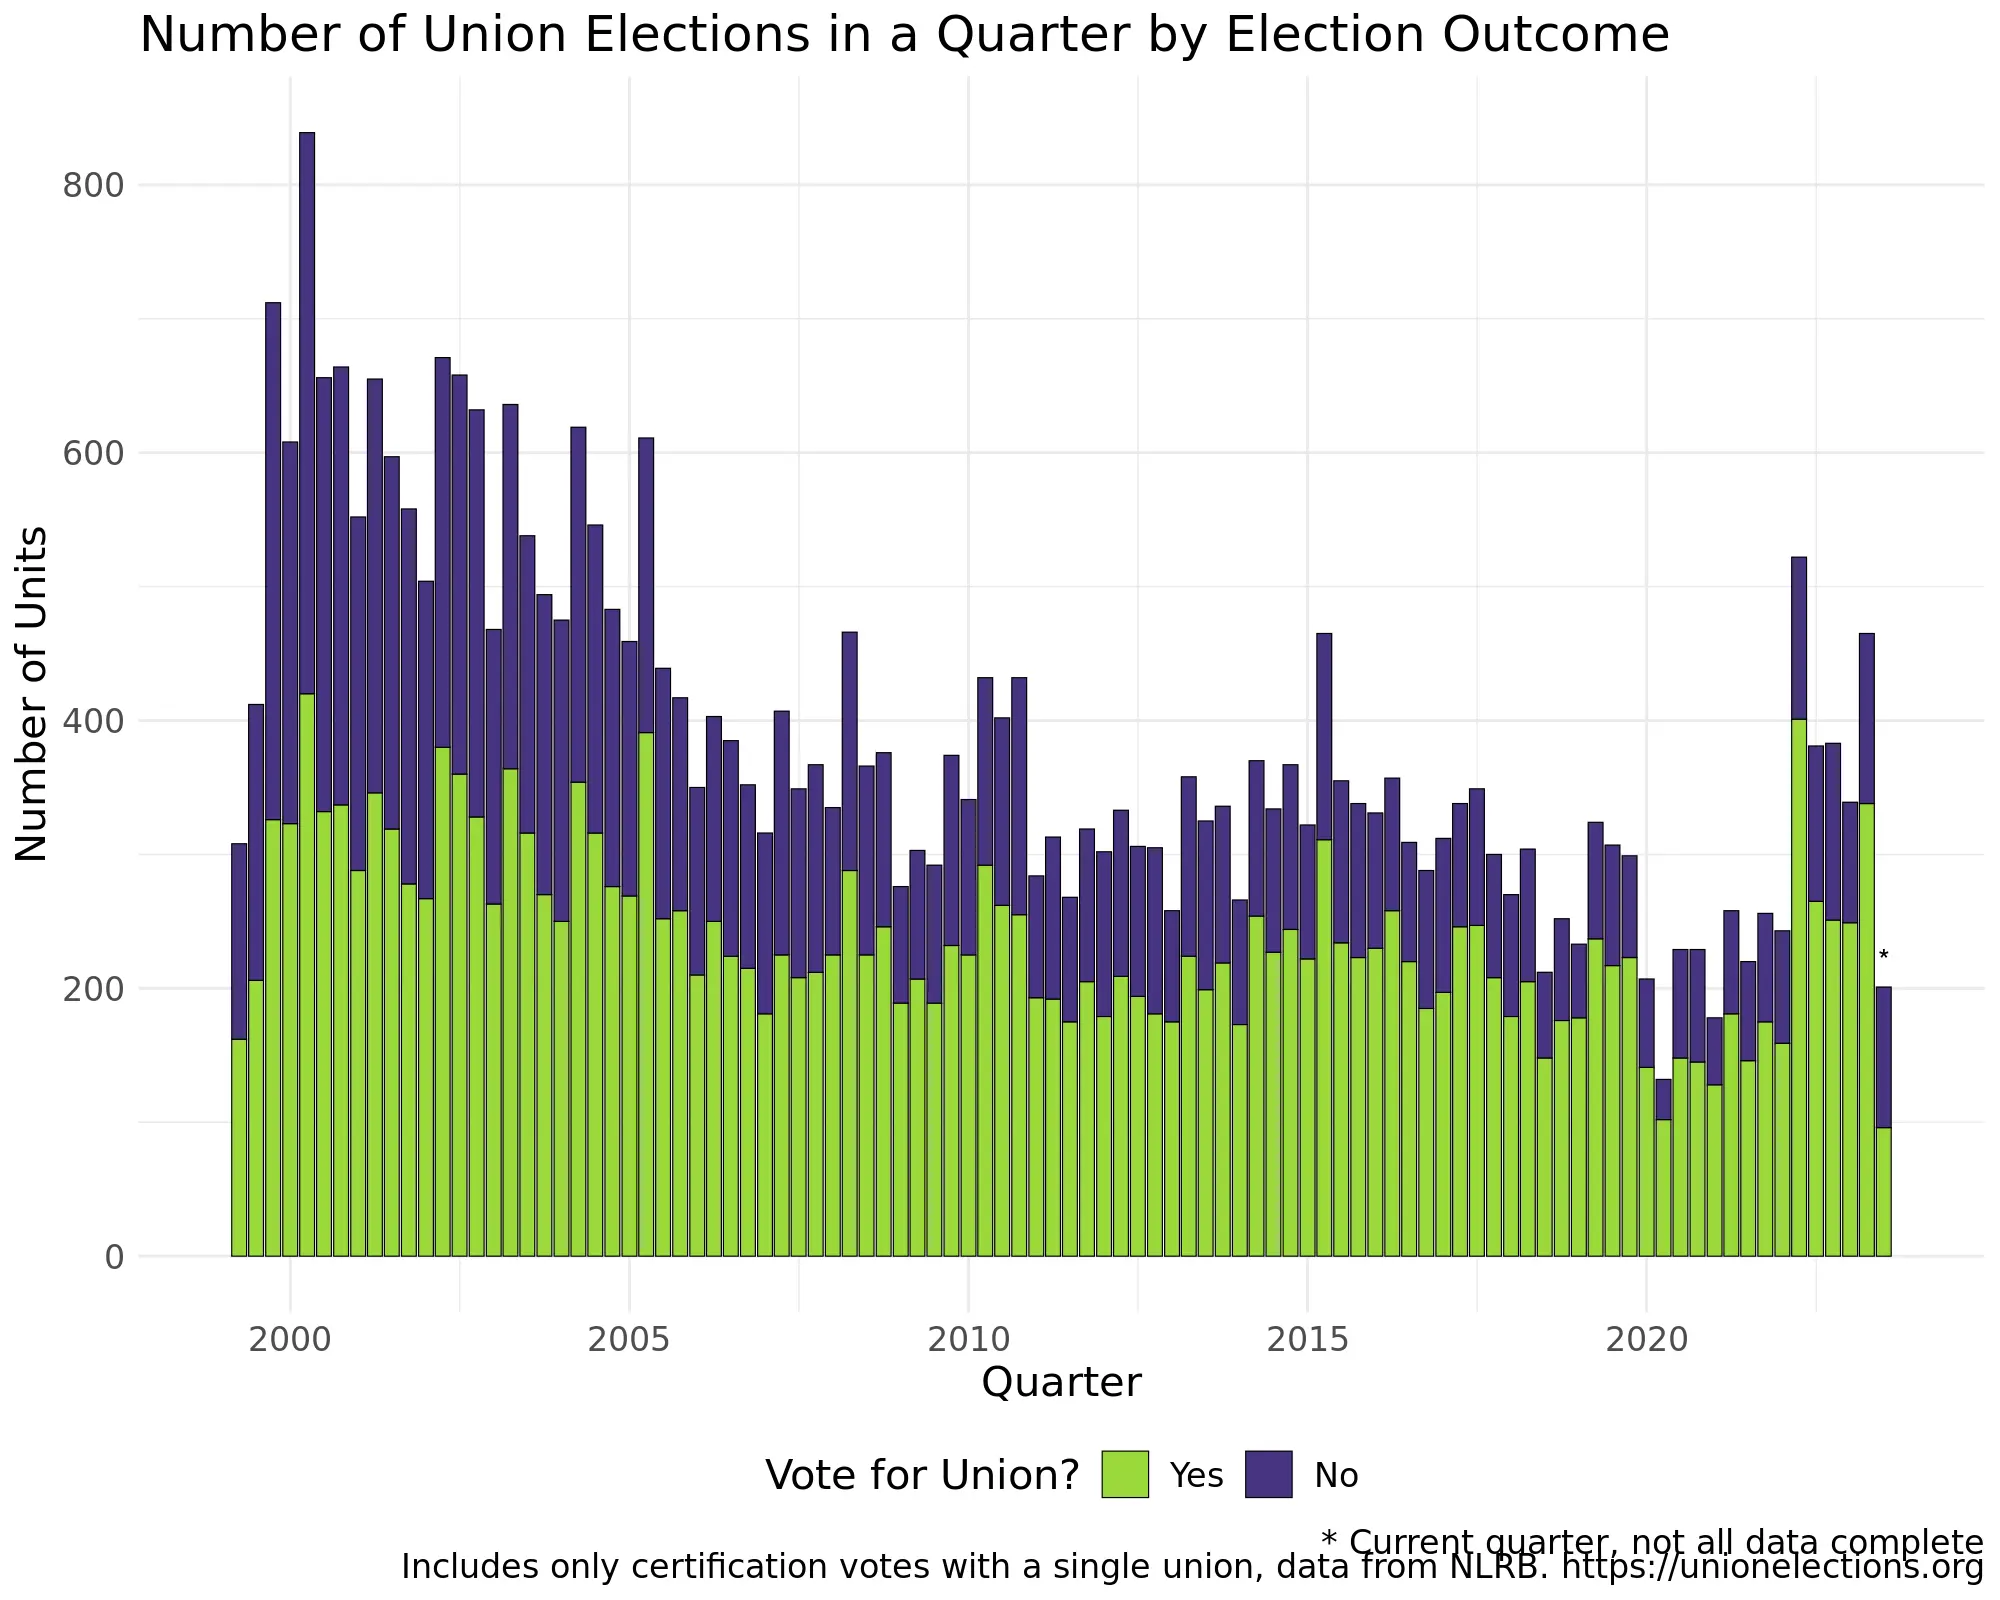 Number of Union Elections in a Quarter by Election Outcome
Number of Units
800
600
400
200
0
*
2000 2005 2010 2015 2020
Quarter
Vote for Union? Yes No
* Current quarter, not all data complete
Includes only certification votes with a single union, data from NLRB. https://unionelections.org